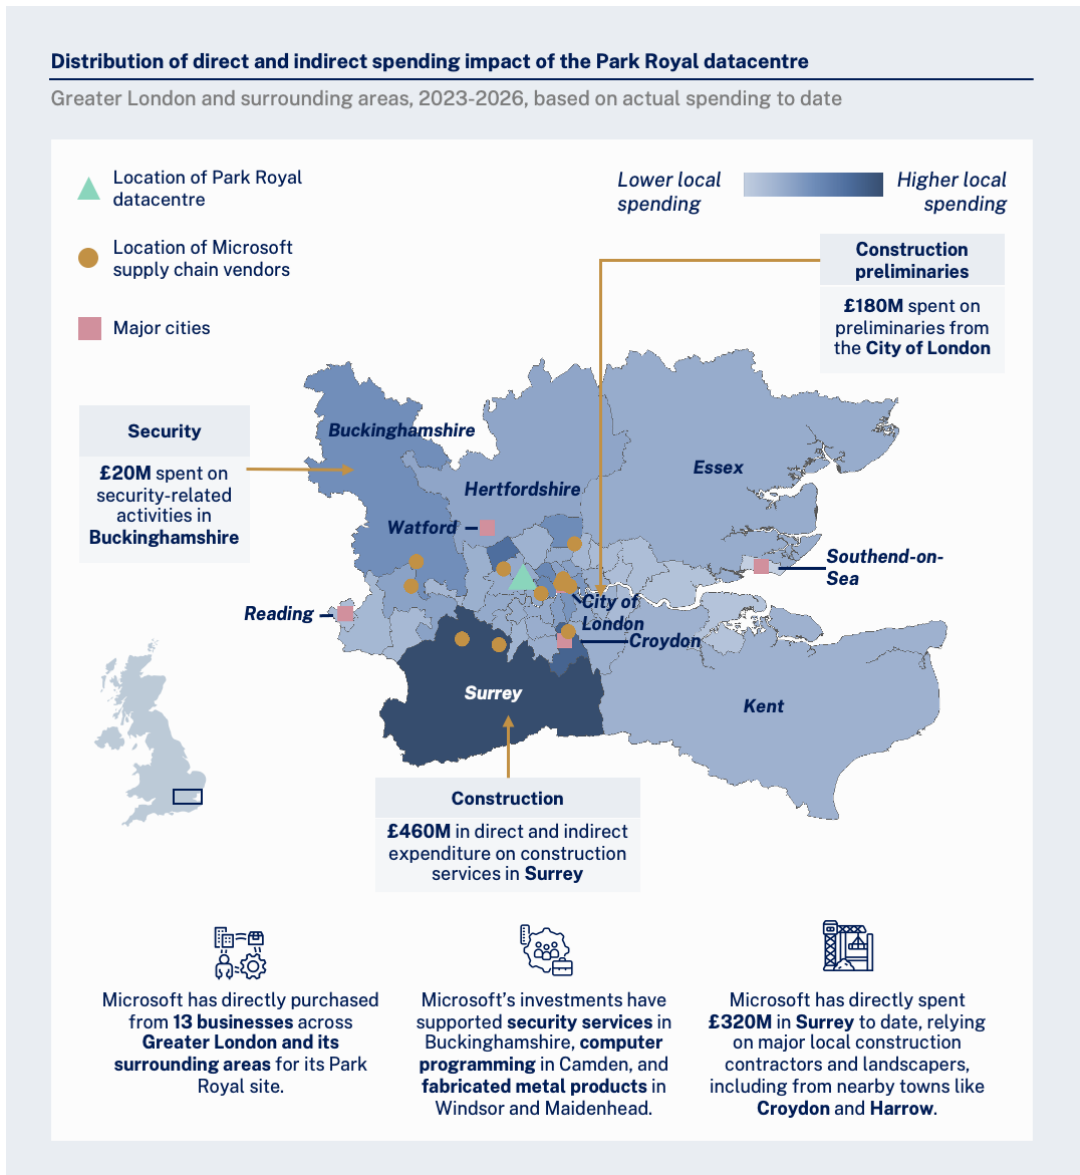 Distribution of direct and indirect spending impact of the Park Royal datacentre
Greater London and surrounding areas, 2023-2026, based on actual spending to date
Location of Park Royal
datacentre
Location of Microsoft
supply chain vendors
Major cities
Lower local
spending
Higher local
spending
Construction
preliminaries
£180M spent on
preliminaries from
the City of London
Security
£20M spent on
security-related
activities in
Buckinghamshire
Buckinghamshire
Hertfordshire
Essex
Watford
Southend-on-
Sea
Reading
City of
London
Croydon
Surrey
Kent
Construction
£460M in direct and indirect
expenditure on construction
services in Surrey
Microsoft has directly purchased
from 13 businesses across
Greater London and its
surrounding areas for its Park
Royal site.
Microsoft's investments have
supported security services in
Buckinghamshire, computer
programming in Camden, and
fabricated metal products in
Windsor and Maidenhead.
Microsoft has directly spent
£320M in Surrey to date, relying
on major local construction
contractors and landscapers,
including from nearby towns like
Croydon and Harrow.